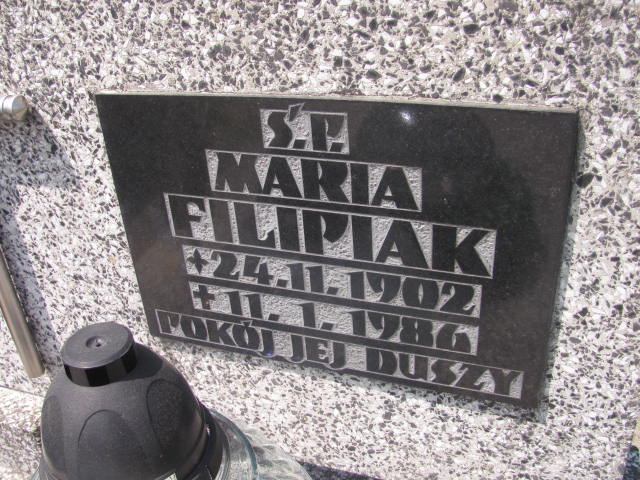 Ś.P.
MARIA
FILIPIAK
✦24.11.1902
✝11. 1. 1986
POKÓJ JEJ DUSZY